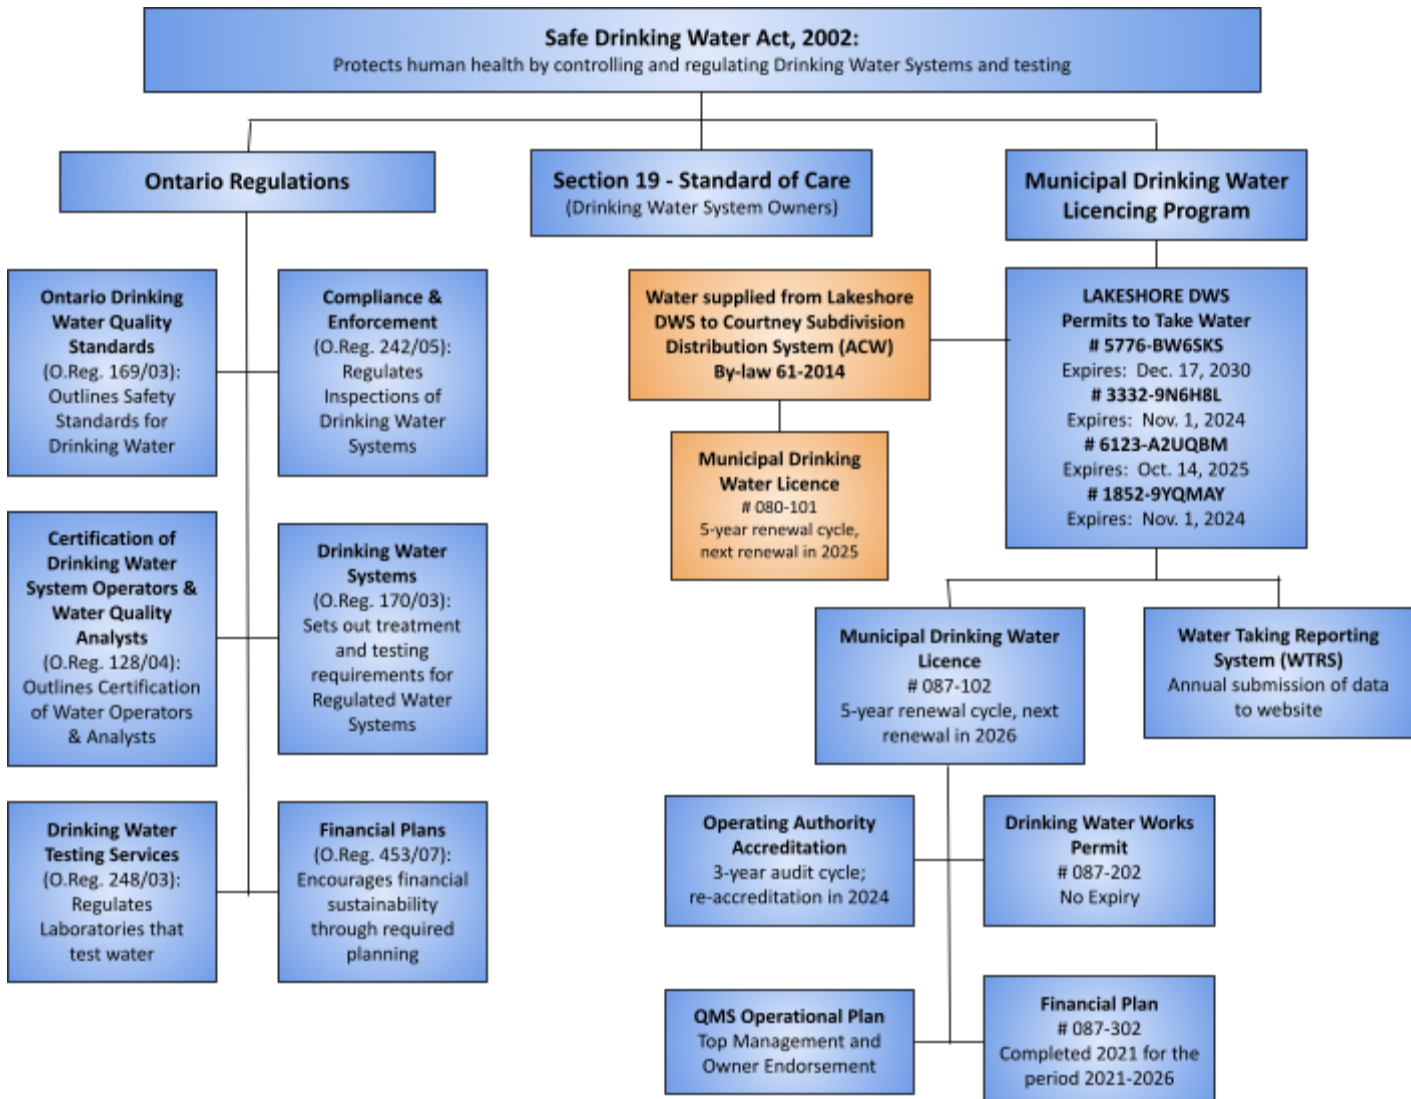 Safe Drinking Water Act, 2002:
Protects human health by controlling and regulating Drinking Water Systems and testing
Ontario Regulations
Section 19 - Standard of Care
(Drinking Water System Owners)
Municipal Drinking Water
Licencing Program
Ontario Drinking
Water Quality
Standards
(O.Reg. 169/03):
Outlines Safety
Standards for
Drinking Water
Compliance &
Enforcement
(O.Reg. 242/05):
Regulates
Inspections of
Drinking Water
Systems
Water supplied from Lakeshore
DWS to Courtney Subdivision
Distribution System (ACW)
By-law 61-2014
LAKESHORE DWS
Permits to Take Water
# 5776-BW6SKS
Expires: Dec. 17, 2030
# 3332-9N6H8L
Expires: Nov. 1, 2024
# 6123-A2UQBM
Expires: Oct. 14, 2025
# 1852-9YQMAY
Expires: Nov. 1, 2024
Municipal Drinking
Water Licence
# 080-101
5-year renewal cycle,
next renewal in 2025
Certification of
Drinking Water
System Operators &
Water Quality
Analysts
(O.Reg. 128/04):
Outlines Certification
of Water Operators
& Analysts
Drinking Water
Systems
(O.Reg. 170/03):
Sets out treatment
and testing
requirements for
Regulated Water
Systems
Municipal Drinking Water
Licence
# 087-102
5-year renewal cycle, next
renewal in 2026
Water Taking Reporting
System (WTRS)
Annual submission of data
to website
Drinking Water
Testing Services
(O.Reg. 248/03):
Regulates
Laboratories that
test water
Financial Plans
(O.Reg. 453/07):
Encourages financial
sustainability
through required
planning
Operating Authority
Accreditation
3-year audit cycle;
re-accreditation in 2024
Drinking Water Works
Permit
# 087-202
No Expiry
QMS Operational Plan
Top Management and
Owner Endorsement
Financial Plan
# 087-302
Completed 2021 for the
period 2021-2026